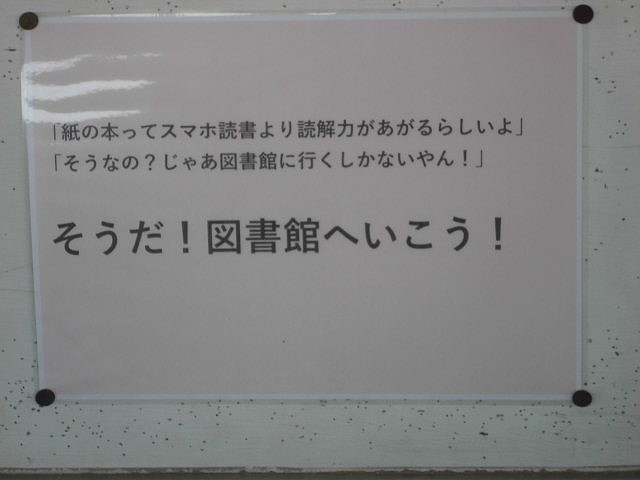 「紙の本ってスマホ読書より読解力があがるらしいよ」
「そうなの？じゃあ図書館に行くしかないやん！」
そうだ！図書館へいこう！